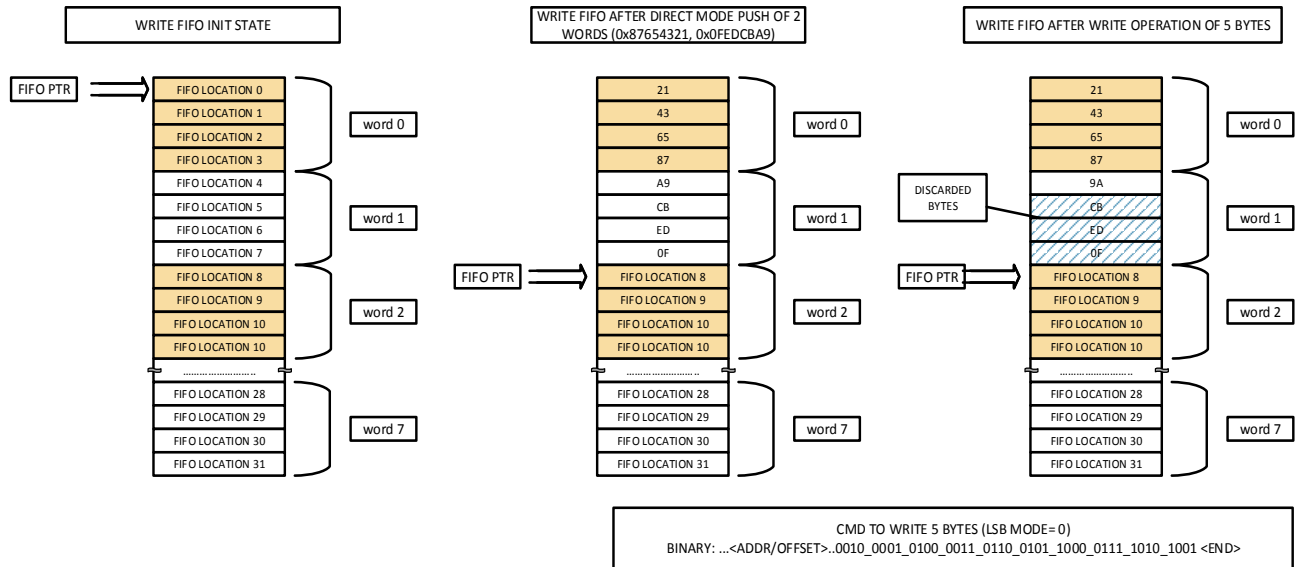 WRITE FIFO INIT STATE
WRITE FIFO AFTER DIRECT MODE PUSH OF 2
WORDS (0x87654321, 0x0FEDCBA9)
WRITE FIFO AFTER WRITE OPERATION OF 5 BYTES
FIFO PTR
FIFO LOCATION 0
FIFO LOCATION 1
FIFO LOCATION 2
FIFO LOCATION 3
FIFO LOCATION 4
FIFO LOCATION 5
FIFO LOCATION 6
FIFO LOCATION 7
FIFO LOCATION 8
FIFO LOCATION 9
FIFO LOCATION 10
FIFO LOCATION 10
...........................
FIFO LOCATION 28
FIFO LOCATION 29
FIFO LOCATION 30
FIFO LOCATION 31
word 0
word 1
word 2
word 7
FIFO PTR
21
43
65
87
A9
CB
ED
0F
FIFO LOCATION 8
FIFO LOCATION 9
FIFO LOCATION 10
FIFO LOCATION 10
...........................
FIFO LOCATION 28
FIFO LOCATION 29
FIFO LOCATION 30
FIFO LOCATION 31
word 0
word 1
word 2
word 7
DISCARDED
BYTES
FIFO PTR
21
43
65
87
9A
CB
ED
0F
FIFO LOCATION 8
FIFO LOCATION 9
FIFO LOCATION 10
FIFO LOCATION 10
...........................
FIFO LOCATION 28
FIFO LOCATION 29
FIFO LOCATION 30
FIFO LOCATION 31
word 0
word 1
word 2
word 7
CMD TO WRITE 5 BYTES (LSB MODE= 0)
BINARY: ...<ADDR/OFFSET>..0010_0001_0100_0011_0110_0101_1000_0111_1010_1001 <END>